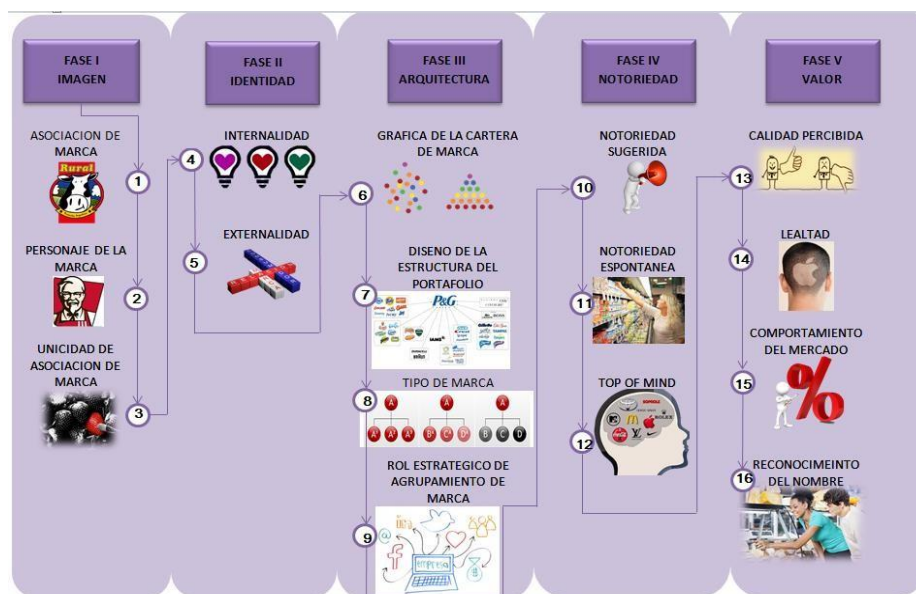 FASE I
IMAGEN
FASE II
IDENTIDAD
FASE III
ARQUITECTURA
FASE IV
NOTORIEDAD
FASE V
VALOR
ASOCIACION DE
MARCA
Rural
1
PERSONAJE DE LA
MARCA
2
KFC
UNICIDAD DE
ASOCIACION DE
MARCA
3
4
INTERNALIDAD
EXTERNALIDAD
5
GRAFICA DE LA CARTERA
DE MARCA
6
DISENO DE LA
ESTRUCTURA DEL
PORTAFOLIO
7
P&G
TIPO DE MARCA
8
A A A
A' A' A' B' C' D' B C D
ROL ESTRATEGICO DE
AGRUPAMIENTO DE
MARCA
9
@
f
empresa
NOTORIEDAD
SUGERIDA
10
NOTORIEDAD
ESPONTANEA
11
TOP OF MIND
ROLEX
12
CALIDAD PERCIBIDA
13
LEALTAD
14
COMPORTAMIENTO
DEL MERCADO
15
%
RECONOCIMEINTO
DEL NOMBRE
16